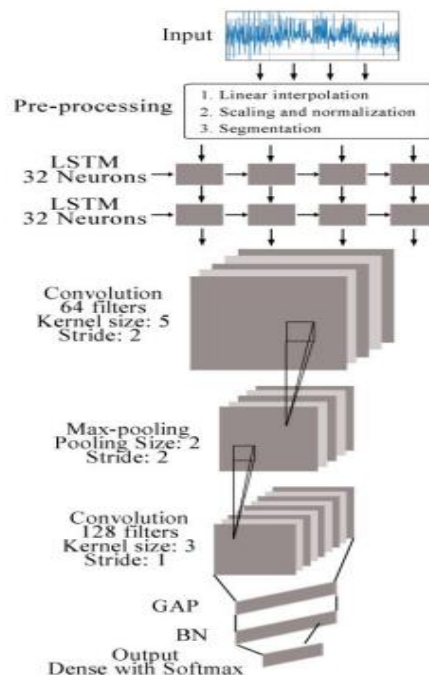 Input
Pre-processing
1. Linear interpolation
2. Scaling and normalization
3. Segmentation
LSTM
32 Neurons
LSTM
32 Neurons
Convolution
64 filters
Kernel size: 5
Stride: 2
Max-pooling
Pooling Size: 2
Stride: 2
Convolution
128 filters
Kernel size: 3
Stride: 1
GAP
BN
Output
Dense with Softmax